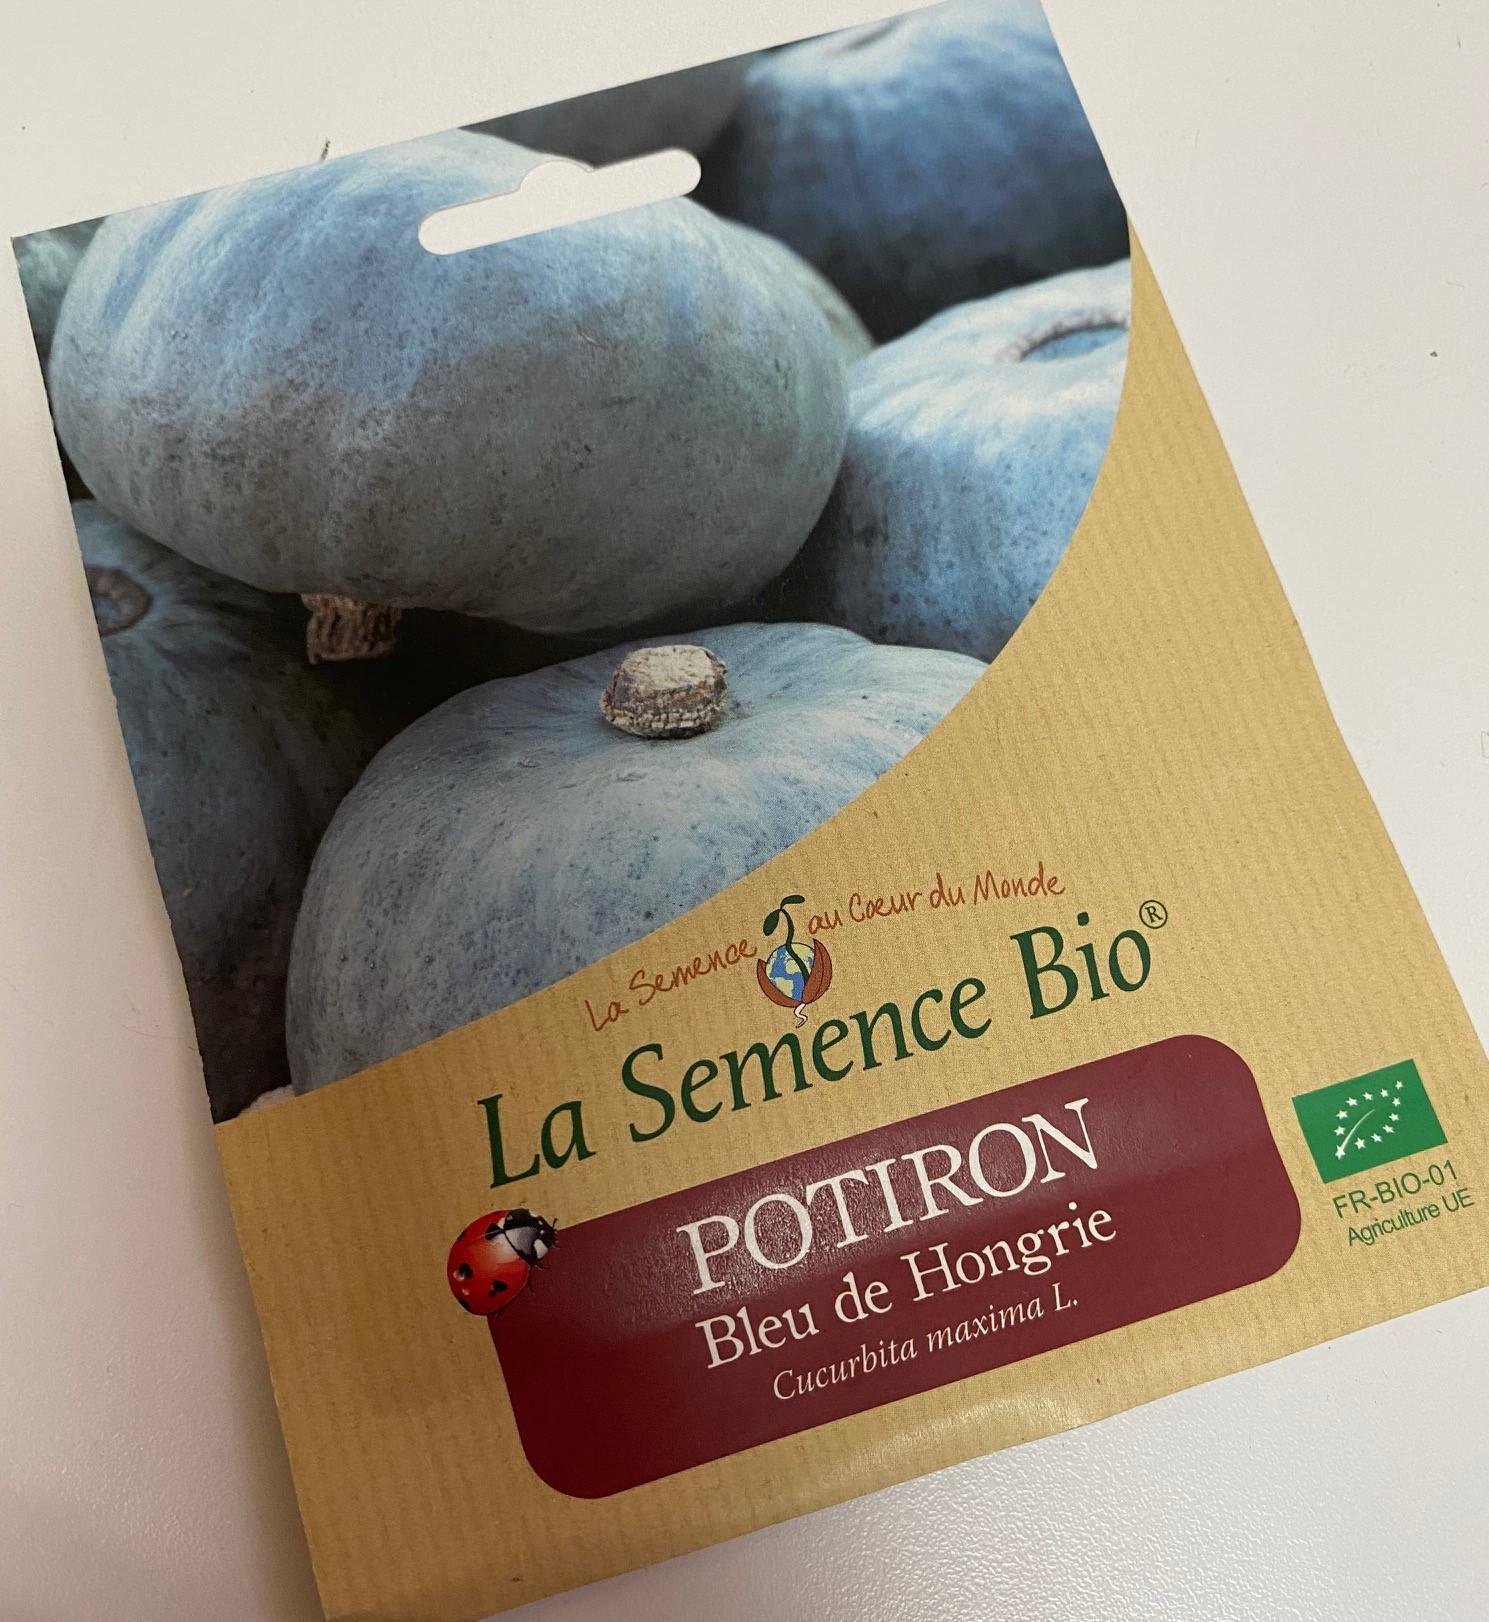 La Semence au Cœur du Monde
La Semence Bio®
POTIRON
Bleu de Hongrie
Cucurbita maxima L.
FR-BIO-01
Agriculture UE